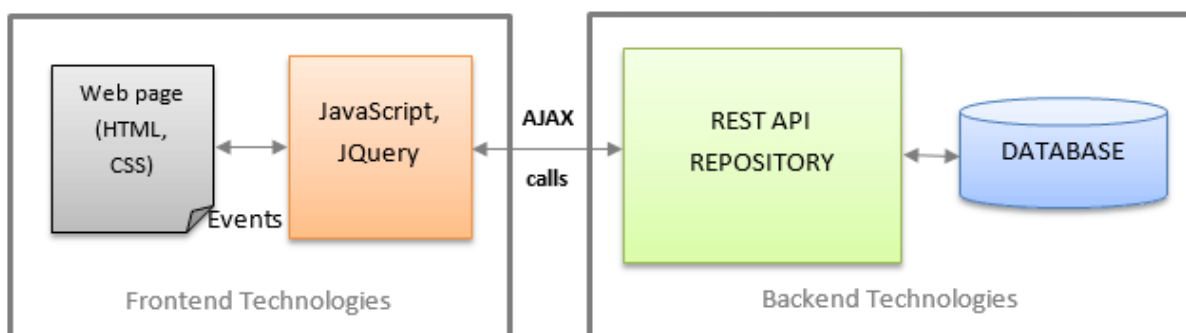 Web page
(HTML,
CSS)
Events
JavaScript,
JQuery
Frontend Technologies
AJAX
calls
REST API
REPOSITORY
DATABASE
Backend Technologies